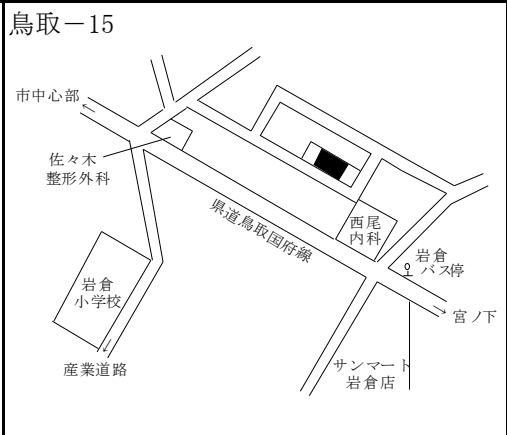 鳥取－15
市中心部
佐々木
整形外科
県道鳥取国府線
西尾
内科
岩倉
バス停
岩倉
小学校
宮ノ下
産業道路
サンマート
岩倉店